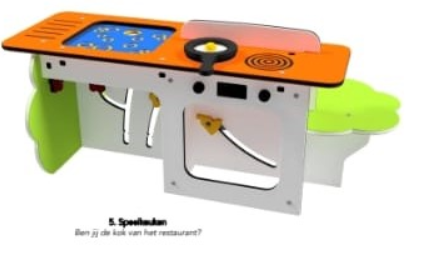 5. Speelkeuken
Ben jij de kok van het restaurant?